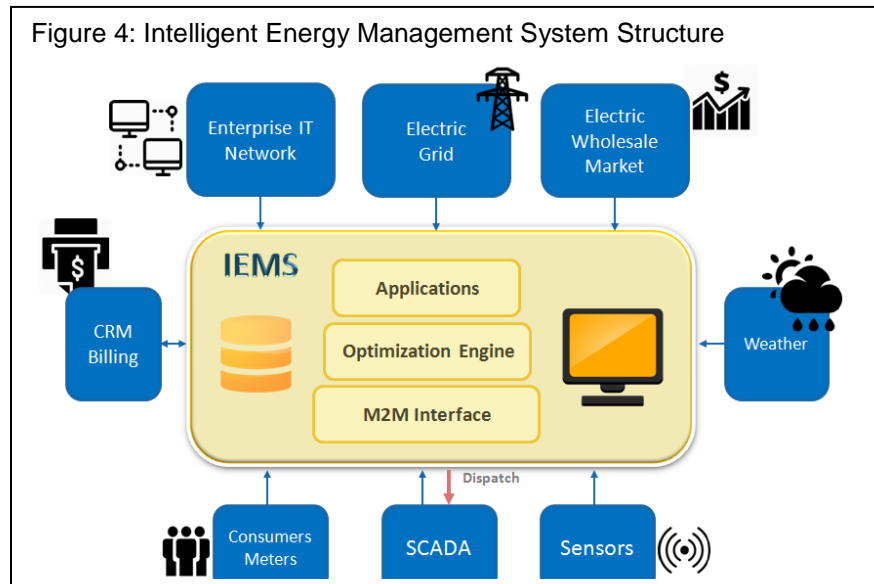 Figure 4: Intelligent Energy Management System Structure
Enterprise IT
Network
Electric
Grid
Electric
Wholesale
Market
$
$
CRM
Billing
IEMS
Applications
Optimization Engine
M2M Interface
Weather
Dispatch
Consumers
Meters
SCADA
Sensors